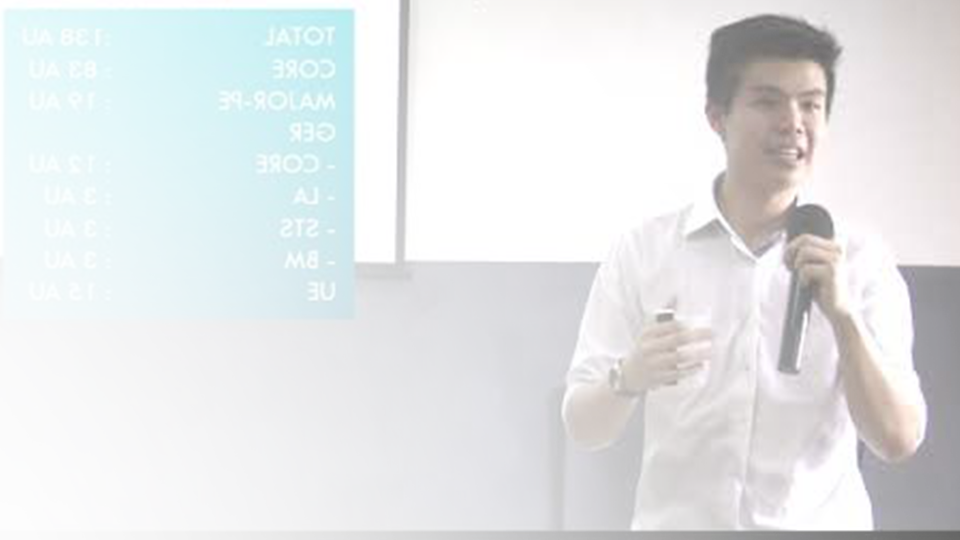 TOTAL : 138 AU
CORE : 83 AU
MAJOR-PE : 19 AU
GER
- CORE : 12 AU
- LA : 3 AU
- STS : 3 AU
- BM : 3 AU
UE : 15 AU